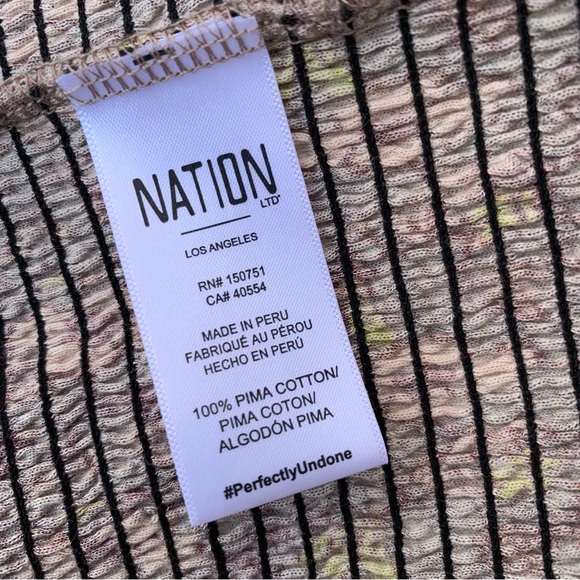 NATION
LTD
LOS ANGELES
RN# 150751
CA# 40554
MADE IN PERU
FABRIQUÉ AU PÉROU
HECHO EN PERÚ
100% PIMA COTTON/
PIMA COTON/
ALGODÓN PIMA
#PerfectlyUndone